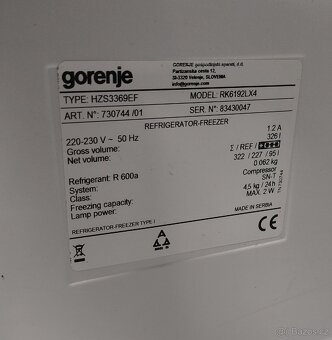 gorenje
GORENJE gospodinjski aparati, d.d.
Partizanska cesta 12,
SI-3320 Velenje, SLOVENIA
info@gorenje.com
TYPE: HZS3369EF MODEL: RK6192LX4
ART. N°: 730744 /01 SER. N°: 83430047
REFRIGERATOR-FREEZER
220-230 V ~ 50 Hz 1.2 A
Gross volume: 326 l
Net volume: Σ / REF /
322 / 227 / 95 l
Refrigerant: R 600a 0.062 kg
System: Compressor
Class: SN-T
Freezing capacity: 4,5 kg / 24h
Lamp power: MAX. 2 W
MADE IN SERBIA
REFRIGERATOR-FREEZER TYPE I
CE